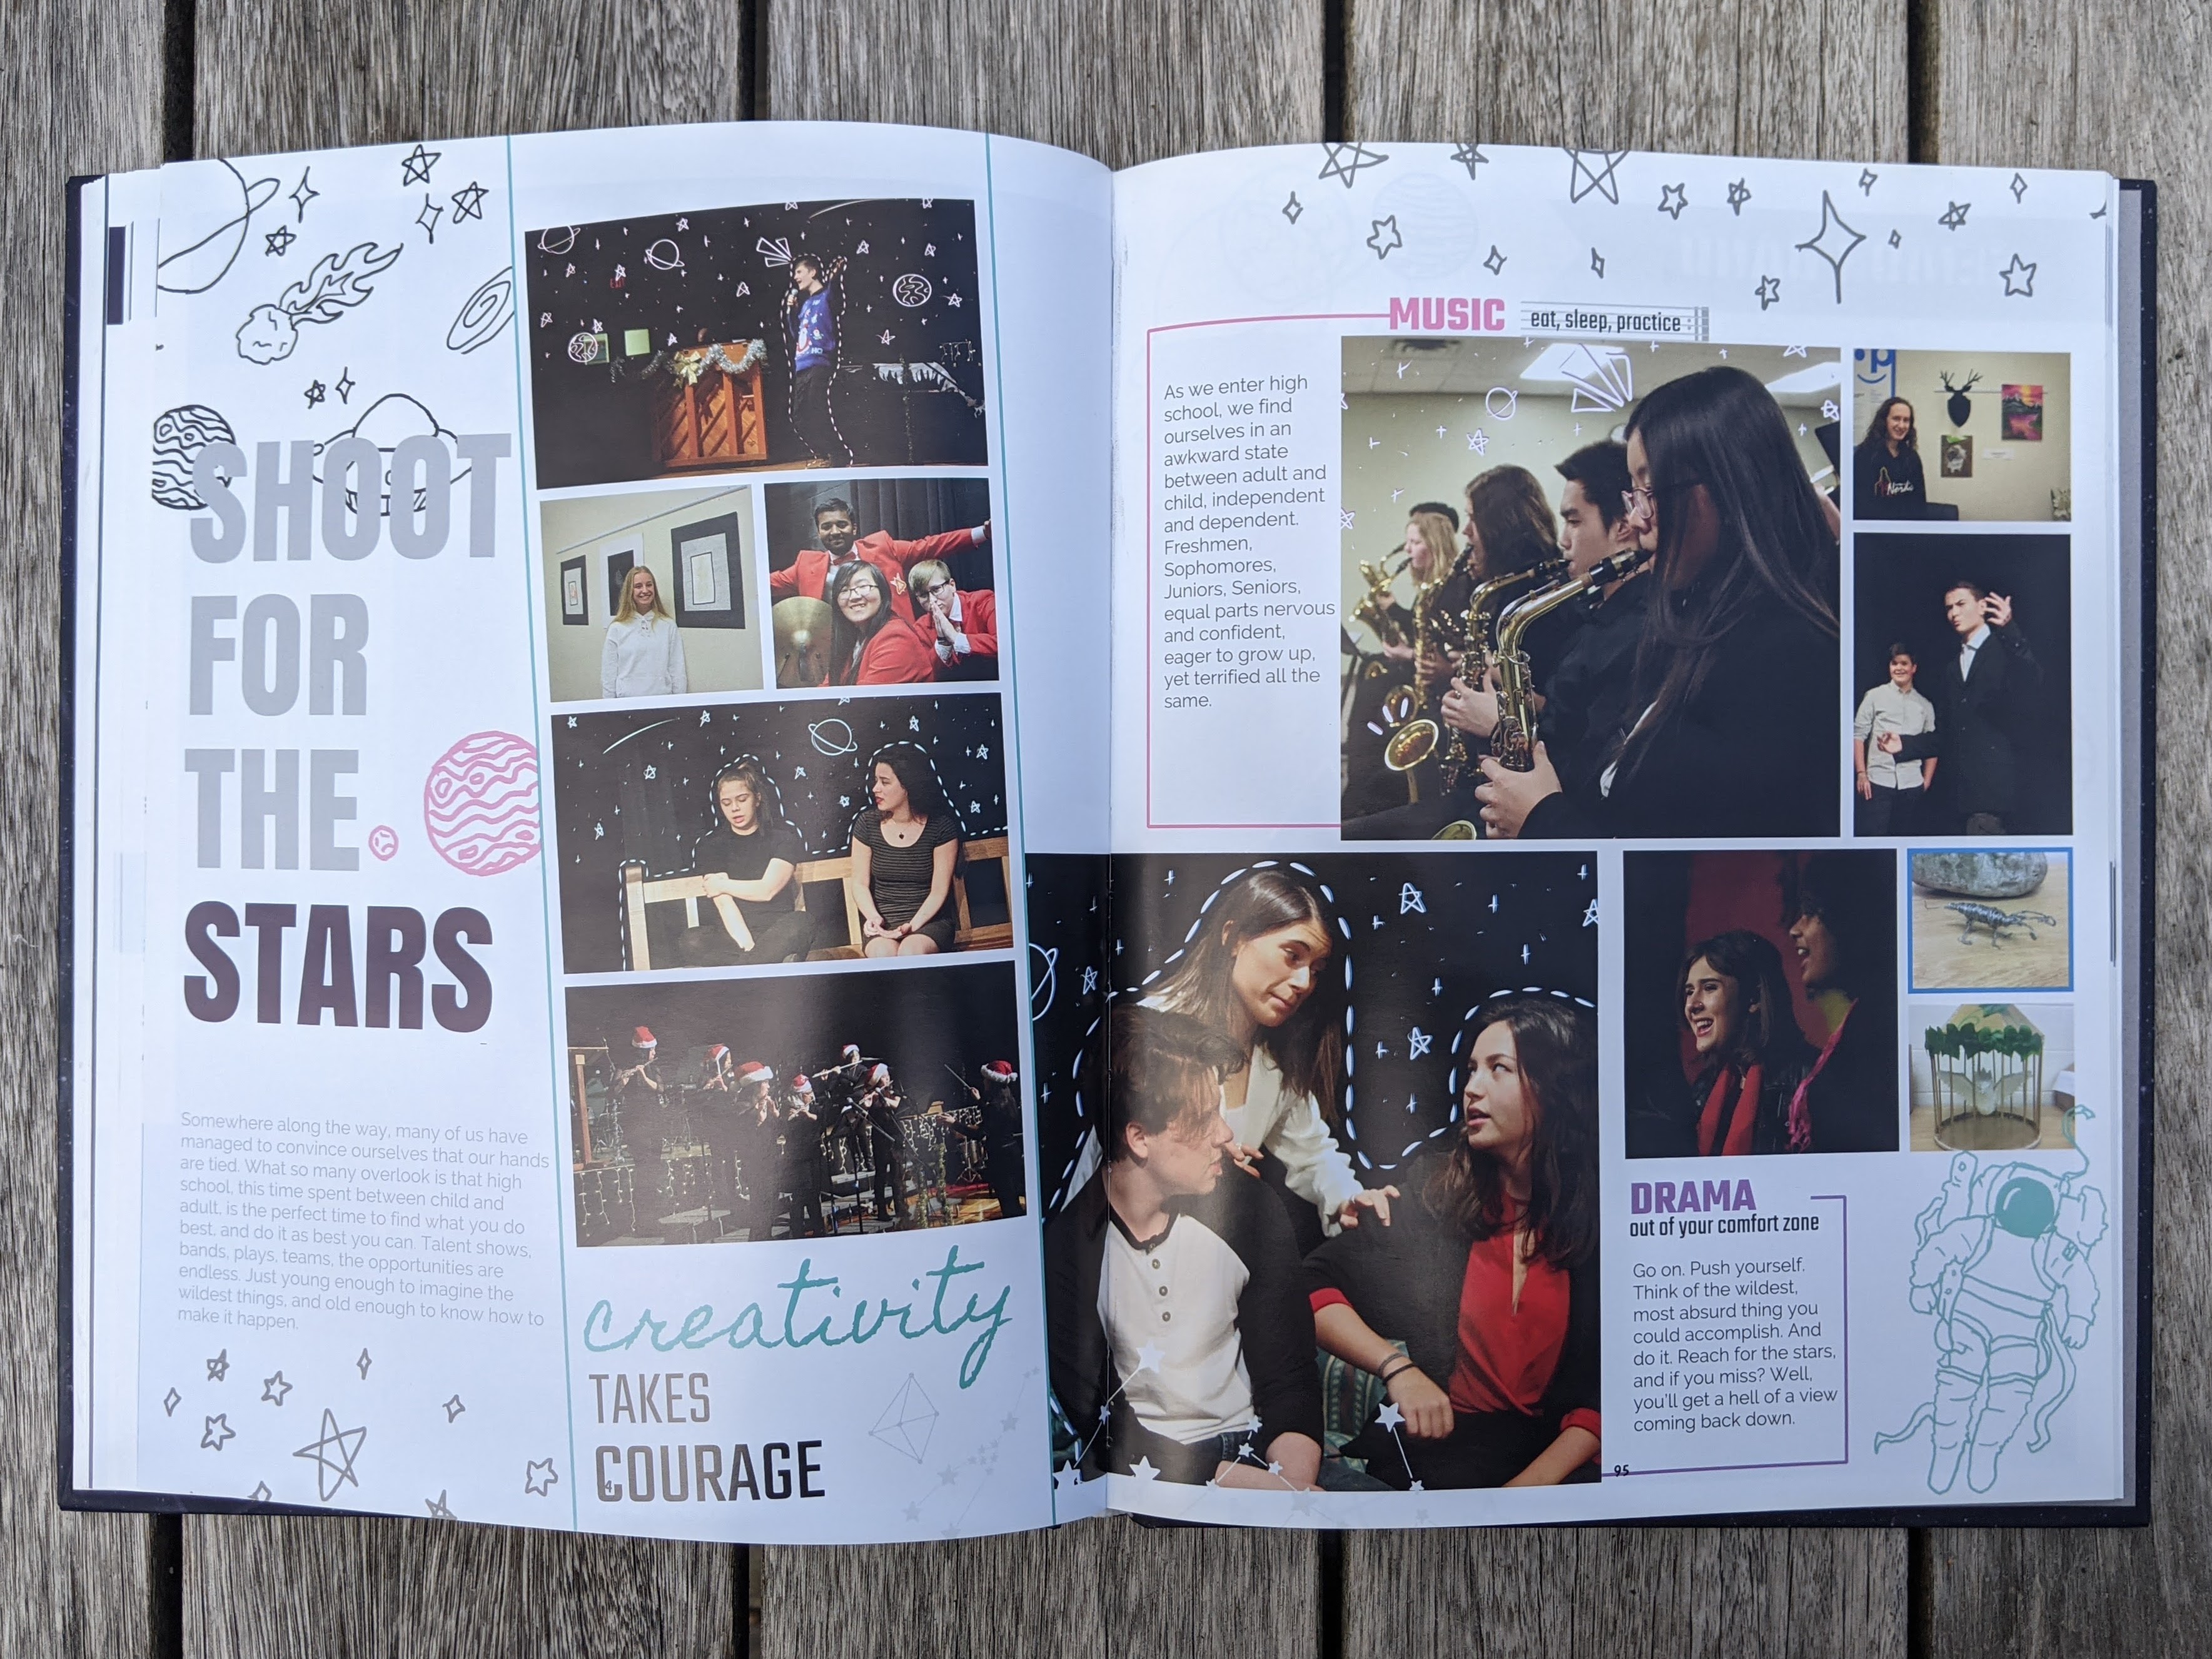 SHOOT
FOR
THE
STARS
Somewhere along the way, many of us have
managed to convince ourselves that our hands
are tied. What so many overlook is that high
school, this time spent between child and
adult, is the perfect time to find what you do
best, and do it as best you can. Talent shows,
bands, plays, teams, the opportunities are
endless. Just young enough to imagine the
wildest things, and old enough to know how to
make it happen.
creativity
TAKES
COURAGE
4
MUSIC
eat, sleep, practice
As we enter high
school, we find
ourselves in an
awkward state
between adult and
child, independent
and dependent.
Freshmen,
Sophomores,
Juniors, Seniors,
equal parts nervous
and confident,
eager to grow up,
yet terrified all the
same.
DRAMA
out of your comfort zone
Go on. Push yourself.
Think of the wildest,
most absurd thing you
could accomplish. And
do it. Reach for the stars,
and if you miss? Well,
you'll get a hell of a view
coming back down.
95